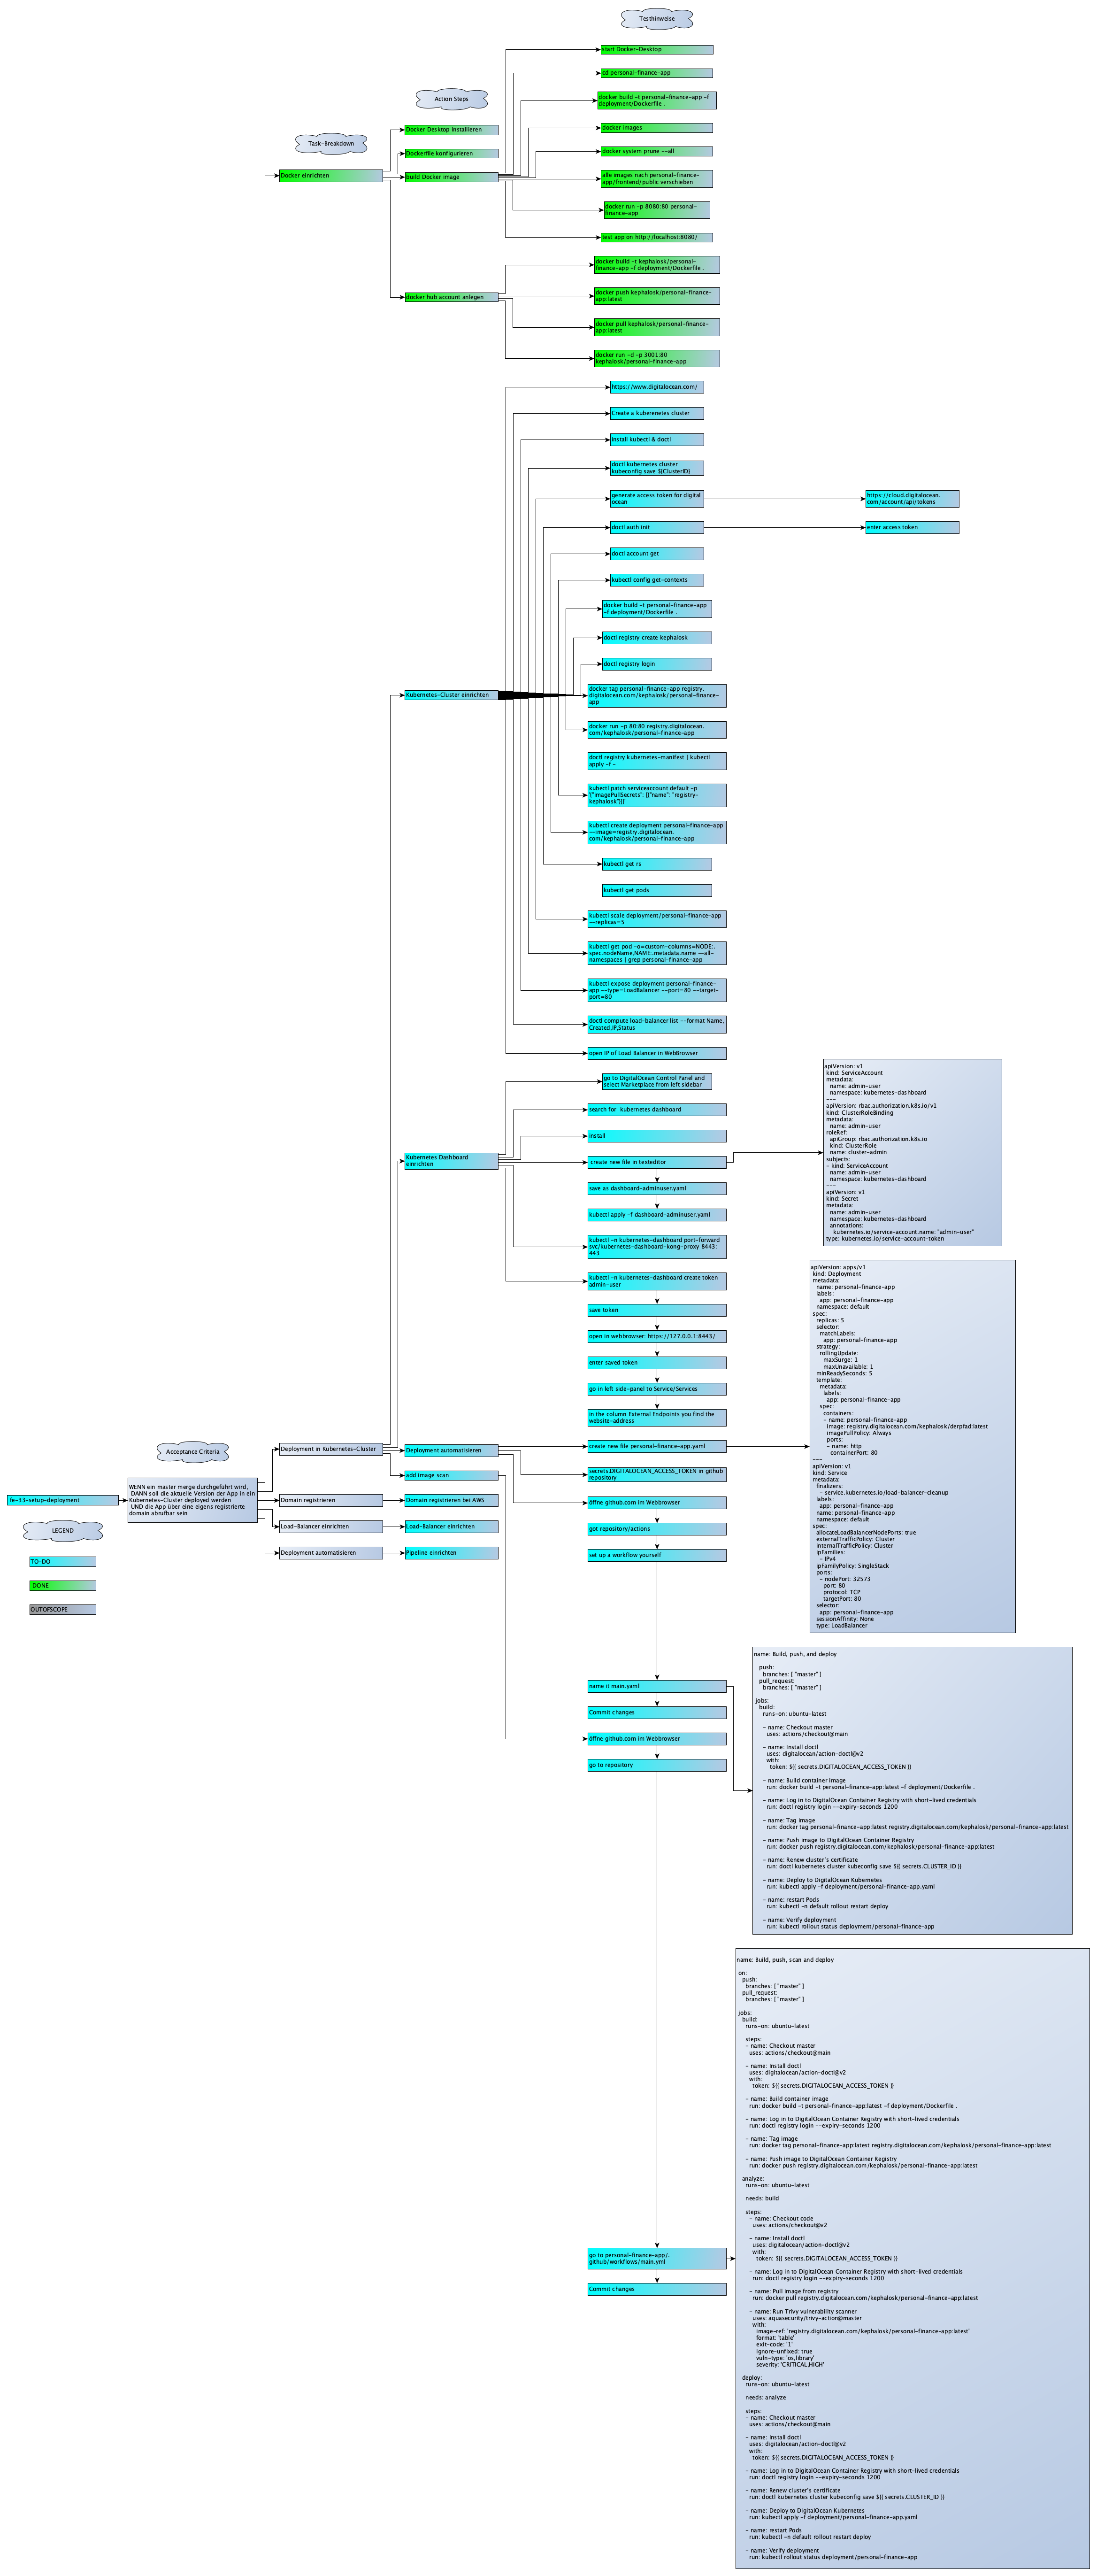 Testhinweise
start Docker-Desktop
cd personal-finance-app
Action Steps
docker build -t personal-finance-app -f
deployment/Dockerfile .
Docker Desktop installieren
docker images
Task-Breakdown
Dockerfile konfigurieren
docker system prune --all
Docker einrichten
build Docker image
alle images nach personal-finance-
app/frontend/public verschieben
docker run -p 8080:80 personal-
finance-app
test app on http://localhost:8080/
docker build -t kephalosk/personal-
finance-app -f deployment/Dockerfile .
docker hub account anlegen
docker push kephalosk/personal-finance-
app:latest
docker pull kephalosk/personal-finance-
app:latest
docker run -d -p 3001:80
kephalosk/personal-finance-app
https://www.digitalocean.com/
Create a kuberenetes cluster
Install kubectl & doctl
doctl kubernetes cluster
kubeconfig save ${ClusterID}
generate access token for digital
ocean
https://cloud.digitalocean.
com/account/api/tokens
doctl auth init
enter access token
doctl account get
kubectl config get-contexts
docker build -t personal-finance-app
-f deployment/Dockerfile .
doctl registry create kephalosk
doctl registry login
Kubernetes-Cluster einrichten
docker tag personal-finance-app registry.
digitalocean.com/kephalosk/personal-finance-
app
docker run -p 80:80 registry.digitalocean.
com/kephalosk/personal-finance-app
doctl registry kubernetes-manifest | kubectl
apply -f -
kubectl patch serviceaccount default -p
'{"imagePullSecrets": [{"name": "registry-
kephalosk"}]}'
kubectl create deployment personal-finance-app
--image=registry.digitalocean.
com/kephalosk/personal-finance-app
kubectl get rs
kubectl get pods
kubectl scale deployment/personal-finance-app
--replicas=5
kubectl get pod -o=custom-columns=NODE:.
spec.nodeName,NAME:.metadata.name --all-
namespaces | grep personal-finance-app
kubectl expose deployment personal-finance-
app --type=LoadBalancer --port=80 --target-
port=80
doctl compute load-balancer list --format Name,
Created,IP,Status
open IP of Load Balancer in WebBrowser
go to DigitalOcean Control Panel and
select Marketplace from left sidebar
search for  kubernetes dashboard
install
Kubernetes Dashboard
einrichten
create new file in texteditor
save as dashboard-adminuser.yaml
kubectl apply -f dashboard-adminuser.yaml
kubectl -n kubernetes-dashboard port-forward
svc/kubernetes-dashboard-kong-proxy 8443:
443
kubectl -n kubernetes-dashboard create token
admin-user
save token
open in webbrowser: https://127.0.0.1:8443/
enter saved token
go in left side-panel to Service/Services
in the column External Endpoints you find the
website-address
apiVersion: v1
kind: ServiceAccount
metadata:
name: admin-user
namespace: kubernetes-dashboard
---
apiVersion: rbac.authorization.k8s.io/v1
kind: ClusterRoleBinding
metadata:
name: admin-user
roleRef:
apiGroup: rbac.authorization.k8s.io
kind: ClusterRole
name: cluster-admin
subjects:
- kind: ServiceAccount
name: admin-user
namespace: kubernetes-dashboard
---
apiVersion: v1
kind: Secret
metadata:
name: admin-user
namespace: kubernetes-dashboard
annotations:
kubernetes.io/service-account.name: "admin-user"
type: kubernetes.io/service-account-token
Acceptance Criteria
fe-33-setup-deployment
WENN ein master merge durchgeführt wird,
DANN soll die aktuelle Version der App in ein
Kubernetes-Cluster deployed werden
UND die App über eine eigens registrierte
domain abrufbar sein
Deployment in Kubernetes-Cluster
Deployment automatisieren
add image scan
Domain registrieren
Domain registrieren bei AWS
Load-Balancer einrichten
Load-Balancer einrichten
Deployment automatisieren
Pipeline einrichten
LEGEND
TO-DO
DONE
OUTOFSCOPE
create new file personal-finance-app.yaml
secrets.DIGITALOCEAN_ACCESS_TOKEN in github
repository
öffne github.com im Webbrowser
got repository/actions
set up a workflow yourself
apiVersion: apps/v1
kind: Deployment
metadata:
name: personal-finance-app
labels:
app: personal-finance-app
namespace: default
spec:
replicas: 5
selector:
matchLabels:
app: personal-finance-app
strategy:
rollingUpdate:
maxSurge: 1
maxUnavailable: 1
minReadySeconds: 5
template:
metadata:
labels:
app: personal-finance-app
spec:
containers:
- name: personal-finance-app
image: registry.digitalocean.com/kephalosk/derpfad:latest
imagePullPolicy: Always
ports:
- name: http
containerPort: 80
---
apiVersion: v1
kind: Service
metadata:
finalizers:
- service.kubernetes.io/load-balancer-cleanup
labels:
app: personal-finance-app
name: personal-finance-app
namespace: default
spec:
allocateLoadBalancerNodePorts: true
externalTrafficPolicy: Cluster
internalTrafficPolicy: Cluster
ipFamilies:
- IPv4
ipFamilyPolicy: SingleStack
ports:
- nodePort: 32573
port: 80
protocol: TCP
targetPort: 80
selector:
app: personal-finance-app
sessionAffinity: None
type: LoadBalancer
name it main.yaml
Commit changes
öffne github.com im Webbrowser
go to repository
name: Build, push, and deploy
push:
branches: [ "master" ]
pull_request:
branches: [ "master" ]
jobs:
build:
runs-on: ubuntu-latest
- name: Checkout master
uses: actions/checkout@main
- name: Install doctl
uses: digitalocean/action-doctl@v2
with:
token: ${{ secrets.DIGITALOCEAN_ACCESS_TOKEN }}
- name: Build container image
run: docker build -t personal-finance-app:latest -f deployment/Dockerfile .
- name: Log in to DigitalOcean Container Registry with short-lived credentials
run: doctl registry login --expiry-seconds 1200
- name: Tag image
run: docker tag personal-finance-app:latest registry.digitalocean.com/kephalosk/personal-finance-app:latest
- name: Push image to DigitalOcean Container Registry
run: docker push registry.digitalocean.com/kephalosk/personal-finance-app:latest
- name: Renew cluster's certificate
run: doctl kubernetes cluster kubeconfig save ${{ secrets.CLUSTER_ID }}
- name: Deploy to DigitalOcean Kubernetes
run: kubectl apply -f deployment/personal-finance-app.yaml
- name: restart Pods
run: kubectl -n default rollout restart deploy
- name: Verify deployment
run: kubectl rollout status deployment/personal-finance-app
go to personal-finance-app/.
github/workflows/main.yml
Commit changes
name: Build, push, scan and deploy
on:
push:
branches: [ "master" ]
pull_request:
branches: [ "master" ]
jobs:
build:
runs-on: ubuntu-latest
steps:
- name: Checkout master
uses: actions/checkout@main
- name: Install doctl
uses: digitalocean/action-doctl@v2
with:
token: ${{ secrets.DIGITALOCEAN_ACCESS_TOKEN }}
- name: Build container image
run: docker build -t personal-finance-app:latest -f deployment/Dockerfile .
- name: Log in to DigitalOcean Container Registry with short-lived credentials
run: doctl registry login --expiry-seconds 1200
- name: Tag image
run: docker tag personal-finance-app:latest registry.digitalocean.com/kephalosk/personal-finance-app:latest
- name: Push image to DigitalOcean Container Registry
run: docker push registry.digitalocean.com/kephalosk/personal-finance-app:latest
analyze:
runs-on: ubuntu-latest
needs: build
steps:
- name: Checkout code
uses: actions/checkout@v2
- name: Install doctl
uses: digitalocean/action-doctl@v2
with:
token: ${{ secrets.DIGITALOCEAN_ACCESS_TOKEN }}
- name: Log in to DigitalOcean Container Registry with short-lived credentials
run: doctl registry login --expiry-seconds 1200
- name: Pull image from registry
run: docker pull registry.digitalocean.com/kephalosk/personal-finance-app:latest
- name: Run Trivy vulnerability scanner
uses: aquasecurity/trivy-action@master
with:
image-ref: 'registry.digitalocean.com/kephalosk/personal-finance-app:latest'
format: 'table'
exit-code: '1'
ignore-unfixed: true
vuln-type: 'os,library'
severity: 'CRITICAL,HIGH'
deploy:
runs-on: ubuntu-latest
needs: analyze
steps:
- name: Checkout master
uses: actions/checkout@main
- name: Install doctl
uses: digitalocean/action-doctl@v2
with:
token: ${{ secrets.DIGITALOCEAN_ACCESS_TOKEN }}
- name: Log in to DigitalOcean Container Registry with short-lived credentials
run: doctl registry login --expiry-seconds 1200
- name: Renew cluster's certificate
run: doctl kubernetes cluster kubeconfig save ${{ secrets.CLUSTER_ID }}
- name: Deploy to DigitalOcean Kubernetes
run: kubectl apply -f deployment/personal-finance-app.yaml
- name: restart Pods
run: kubectl -n default rollout restart deploy
- name: Verify deployment
run: kubectl rollout status deployment/personal-finance-app